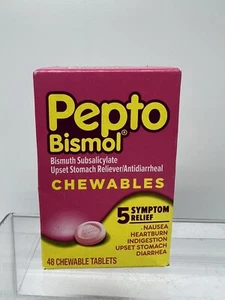 Pepto
Bismol®
Bismuth Subsalicylate
Upset Stomach Reliever/Antidiarrheal
CHEWABLES
5 SYMPTOM
RELIEF
NAUSEA
HEARTBURN
INDIGESTION
UPSET STOMACH
DIARRHEA
48 CHEWABLE TABLETS